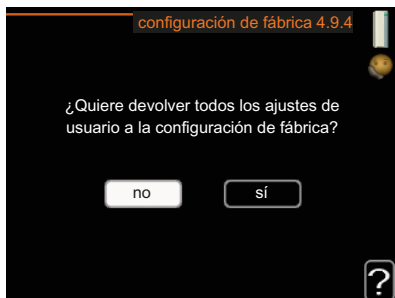 configuración de fábrica 4.9.4
¿Quiere devolver todos los ajustes de
usuario a la configuración de fábrica?
no
sí
?